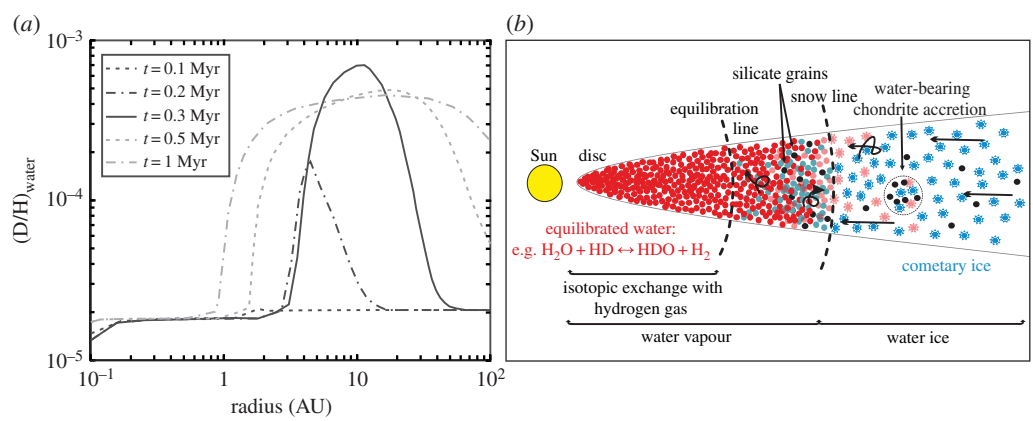 (a)
10⁻³
10⁻⁴
10⁻⁵
(D/H)water
t = 0.1 Myr
t = 0.2 Myr
t = 0.3 Myr
t = 0.5 Myr
t = 1 Myr
10⁻¹ 1 10 10²
radius (AU)
(b)
silicate grains
water-bearing
chondrite accretion
snow line
equilibration
line
Sun
disc
equilibrated water:
e.g. H₂O + HD ↔ HDO + H₂
cometary ice
isotopic exchange with
hydrogen gas
water vapour
water ice